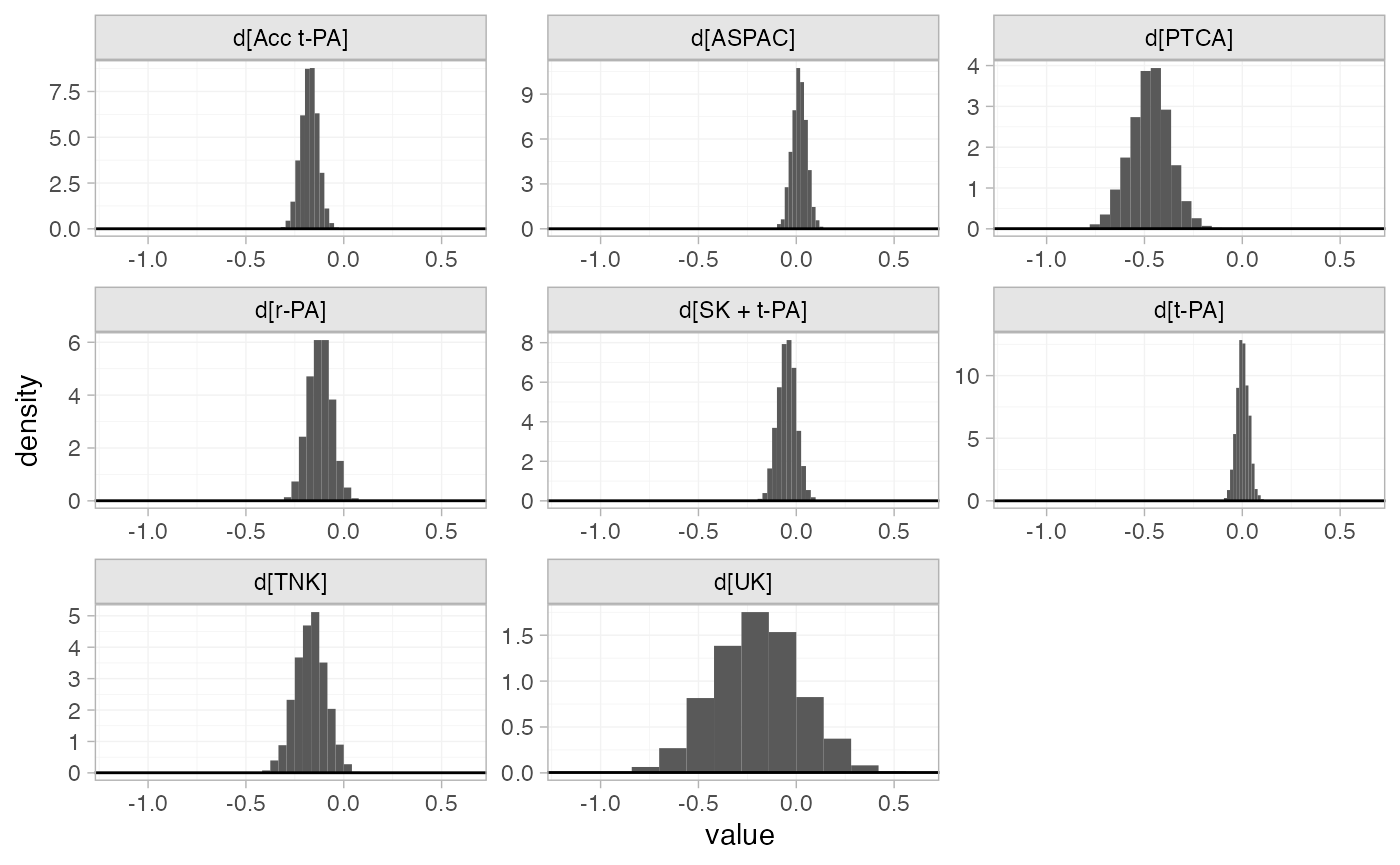 d[Acc t-PA] d[ASPAC] d[PTCA]
7.5 5.0 2.5 0.0
9 6 3 0
4 3 2 1 0
-1.0 -0.5 0.0 0.5 -1.0 -0.5 0.0 0.5 -1.0 -0.5 0.0 0.5
d[r-PA] d[SK + t-PA] d[t-PA]
density
6 4 2 0
8 6 4 2 0
10 5 0
-1.0 -0.5 0.0 0.5 -1.0 -0.5 0.0 0.5 -1.0 -0.5 0.0 0.5
d[TNK] d[UK]
5 4 3 2 1 0
1.5 1.0 0.5 0.0
-1.0 -0.5 0.0 0.5 -1.0 -0.5 0.0 0.5
value